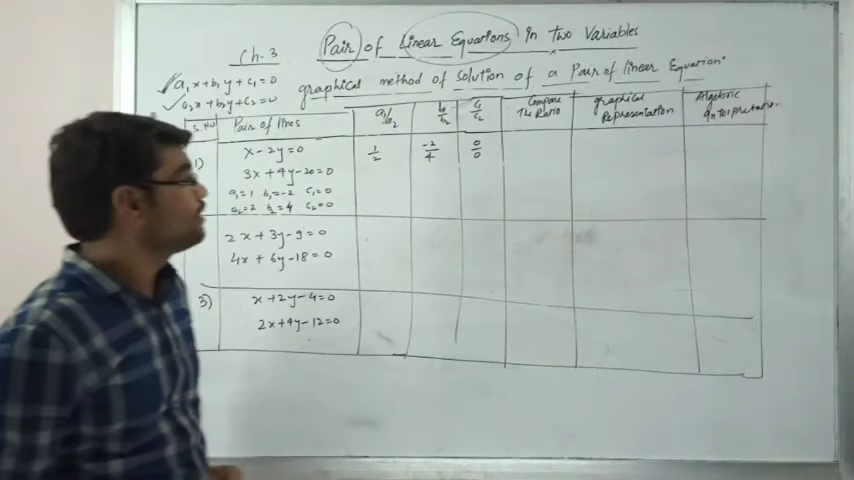 Ch.3
Pair of Linear Equations in two Variables
a₁x+b₁y+c₁=0
a₂x+b₂y+c₂=0
graphical method of Solution of a Pair of linear Equation.
S.No Pair of lines a₁/a₂ b₁/b₂ c₁/c₂ Compare The Ratio graphical Representation Algebric Interpretation
1) x-2y=0 1/2 -2/4 0/0
3x+4y-20=0
a₁=1 b₁=-2 c₁=0
a₂=2 b₂=4 c₂=0
2x+3y-9=0
4x+6y-18=0
3) x+2y-4=0
2x+4y-12=0